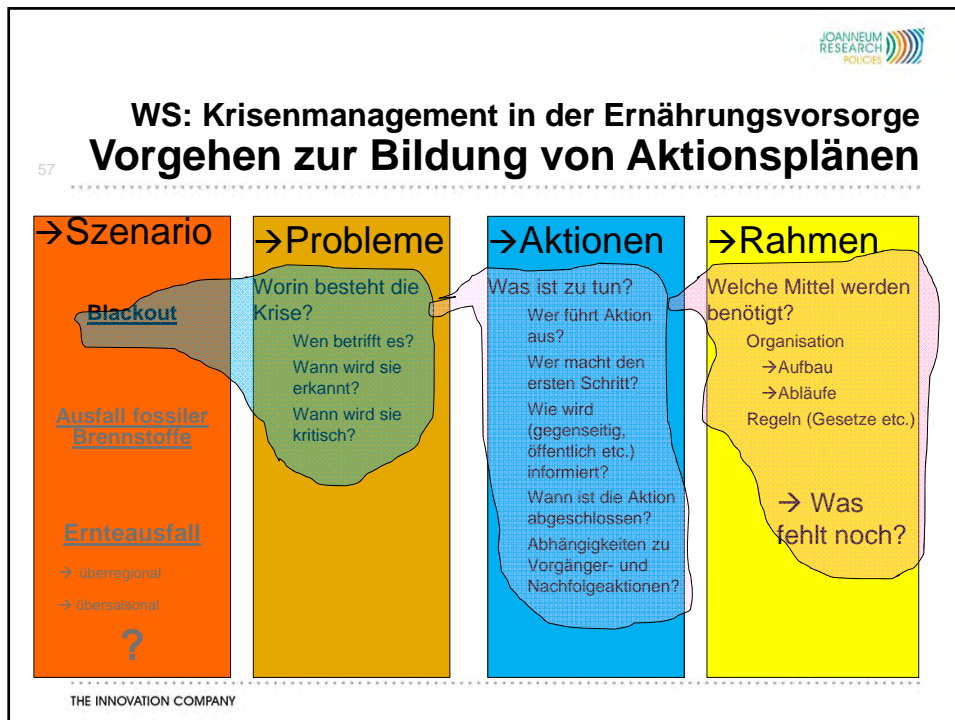 JOANNEUM
RESEARCH
POLICIES
WS: Krisenmanagement in der Ernährungsvorsorge
57
Vorgehen zur Bildung von Aktionsplänen
→Szenario
Blackout
Ausfall fossiler
Brennstoffe
Ernteausfall
→ überregional
→ übersaisonal
?
→Probleme
Worin besteht die
Krise?
Wen betrifft es?
Wann wird sie
erkannt?
Wann wird sie
kritisch?
→Aktionen
Was ist zu tun?
Wer führt Aktion
aus?
Wer macht den
ersten Schritt?
Wie wird
(gegenseitig,
öffentlich etc.)
informiert?
Wann ist die Aktion
abgeschlossen?
Abhängigkeiten zu
Vorgänger- und
Nachfolgeaktionen?
→Rahmen
Welche Mittel werden
benötigt?
Organisation
→Aufbau
→Abläufe
Regeln (Gesetze etc.)
→ Was
fehlt noch?
THE INNOVATION COMPANY